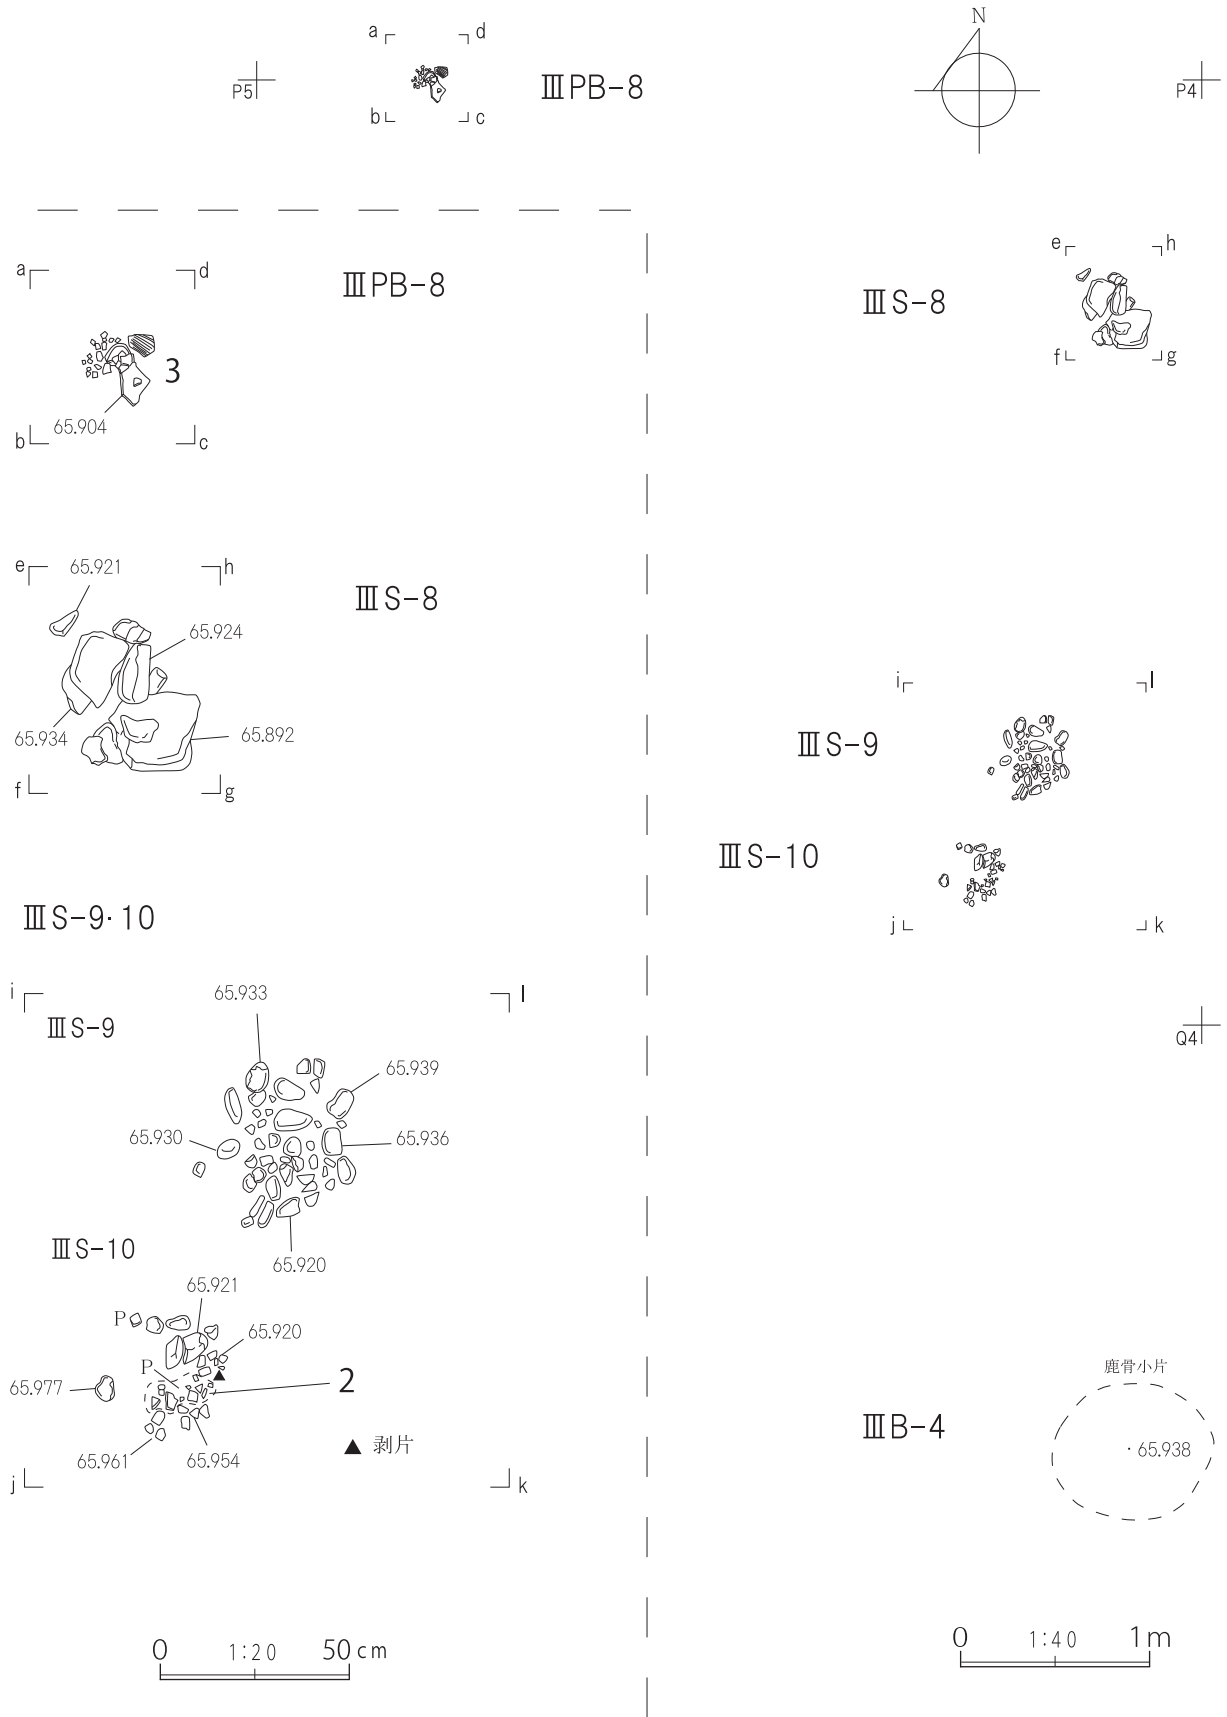 a d
P5
ⅢPB-8
b c
N
P4
a d
ⅢPB-8
3
65.904
b c
e h
ⅢS-8
f g
e 65.921 h
ⅢS-8
65.924
65.934
65.892
f g
i l
ⅢS-9
ⅢS-10
j k
ⅢS-9·10
i l
65.933
ⅢS-9
65.939
65.930
65.936
65.920
ⅢS-10
65.921
P
65.920
P
65.977
2
65.961
65.954
▲ 剥片
j k
Q4
鹿骨小片
ⅢB-4
65.938
0 1:20 50cm
0 1:40 1m